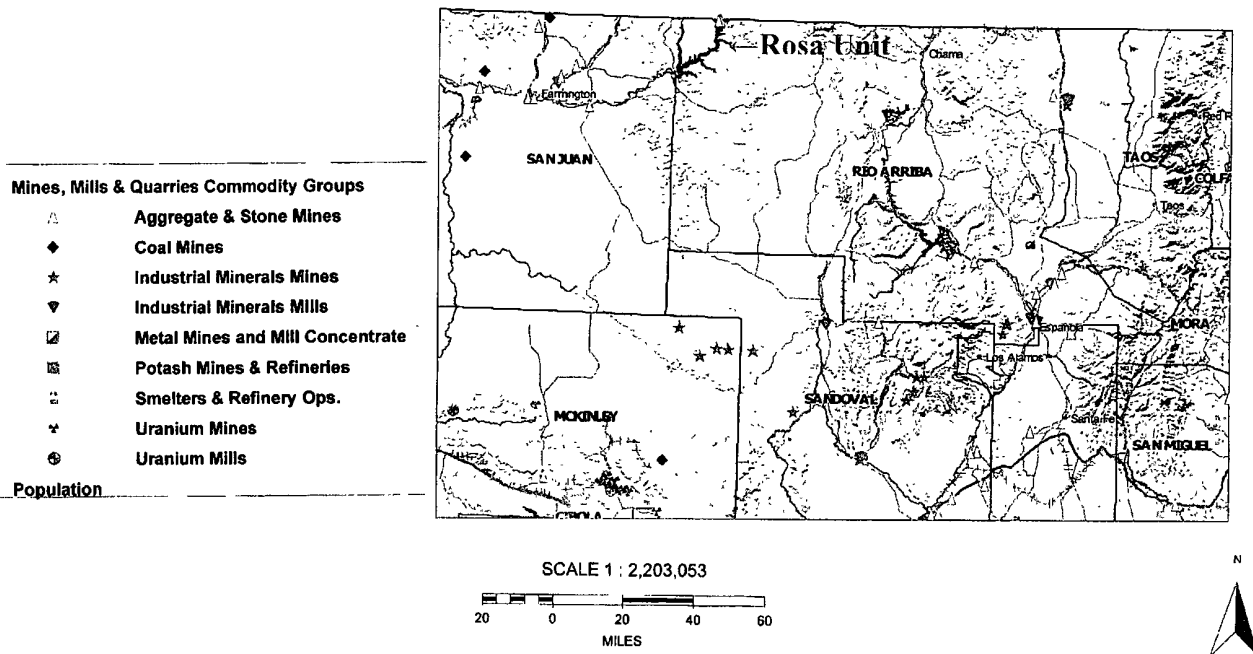 Rosa Unit
Chama
Farmington
Red R
SAN JUAN
TAOS
RIO ARRIBA
COLFA
Taos
Mines, Mills & Quarries Commodity Groups
Aggregate & Stone Mines
Coal Mines
Industrial Minerals Mines
Industrial Minerals Mills
Metal Mines and Mill Concentrate
Potash Mines & Refineries
Smelters & Refinery Ops.
Uranium Mines
Uranium Mills
Population
MORA
Espanola
Los Alamos
SANDOVAL
MCKINLEY
Santa Fe
SAN MIGUEL
CIBOLA
SCALE 1 : 2,203,053
20 0 20 40 60
MILES
N